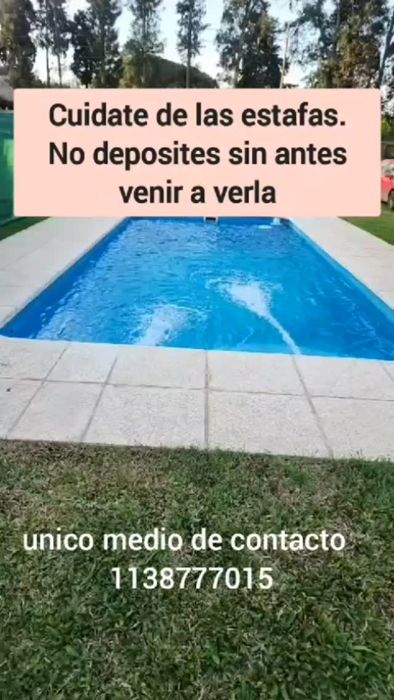 Cuidate de las estafas.
No deposites sin antes
venir a verla
unico medio de contacto
1138777015